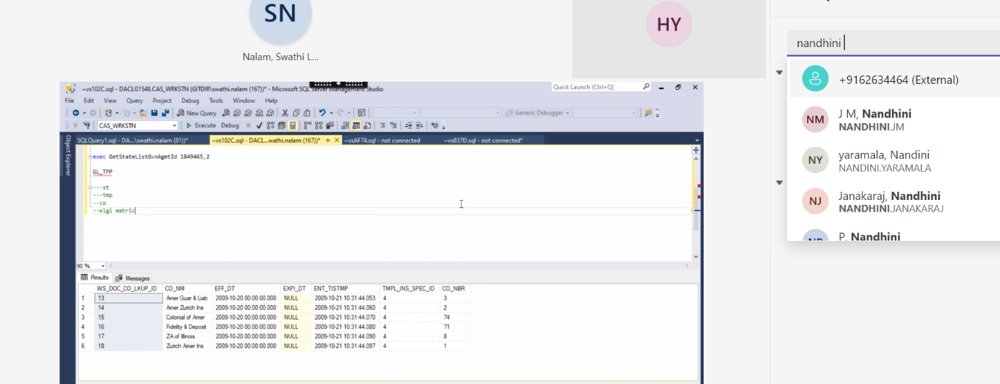 SN
Nalam, Swathi L...
HY
nandhini
+9162634464 (External)
NM
J M, Nandhini
NANDHINI.JM
NY
yaramala, Nandini
NANDINI.YARAMALA
NJ
Janakaraj, Nandhini
NANDHINI.JANAKARAJ
P, Nandhini
~vs102C.sql - DACLG1548.CAS_WRKSTN (GITDIR\swathi.nalam (167))* - Microsoft SQL Server Management Studio
Quick Launch (Ctrl+Q)
File Edit View Query Project Debug Tools Window Help
New Query
Generic Debugger
CAS_WRKSTN
Execute Debug
Object Explorer
SQLQuery1.sql - DA...\swathi.nalam (81))*
~vs102C.sql - DACL...wathi.nalam (167))*
~vsAF74.sql - not connected
~vsB37D.sql - not connected*
exec GetStateListGvnAgmtId 1849465,2
GL_TPP
---st
---tmp
--co
--elgi matric
90 %
Results Messages
WS_DOC_CO_LKUP_ID CO_NM EFF_DT EXPI_DT ENT_TISTMP TMPL_INS_SPEC_ID CO_NBR
1 13 Amer Guar & Liab 2009-10-20 00:00:00.000 NULL 2009-10-21 10:31:44.053 4 3
2 14 Amer Zurich Ins 2009-10-20 00:00:00.000 NULL 2009-10-21 10:31:44.060 4 2
3 15 Colonial of Amer 2009-10-20 00:00:00.000 NULL 2009-10-21 10:31:44.070 4 74
4 16 Fidelity & Deposit 2009-10-20 00:00:00.000 NULL 2009-10-21 10:31:44.080 4 71
5 17 ZA of Illinois 2009-10-20 00:00:00.000 NULL 2009-10-21 10:31:44.090 4 8
6 18 Zurich Amer Ins 2009-10-20 00:00:00.000 NULL 2009-10-21 10:31:44.097 4 1